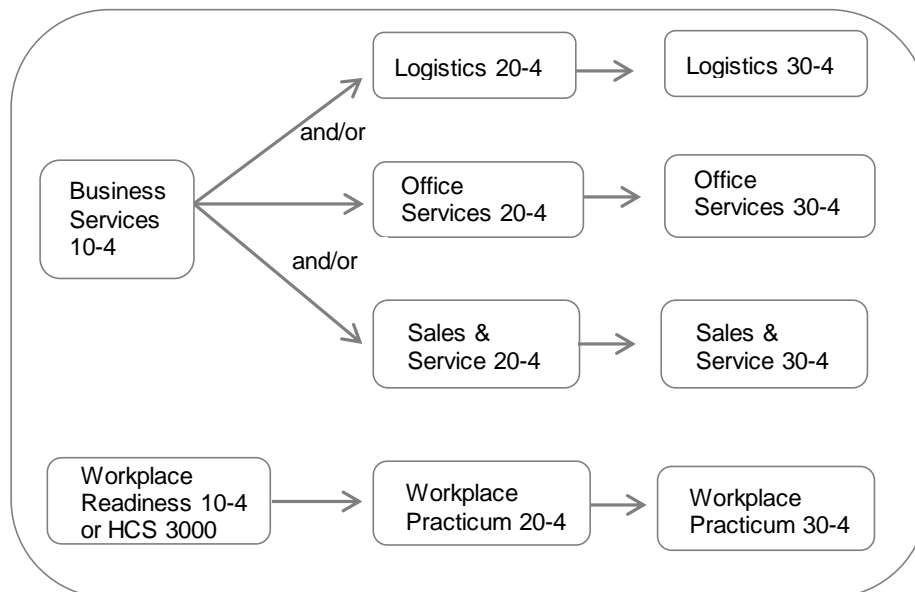 Logistics 20-4
Logistics 30-4
and/or
Business
Services
10-4
Office
Services 20-4
Office
Services 30-4
and/or
Sales &
Service 20-4
Sales &
Service 30-4
Workplace
Readiness 10-4
or HCS 3000
Workplace
Practicum 20-4
Workplace
Practicum 30-4